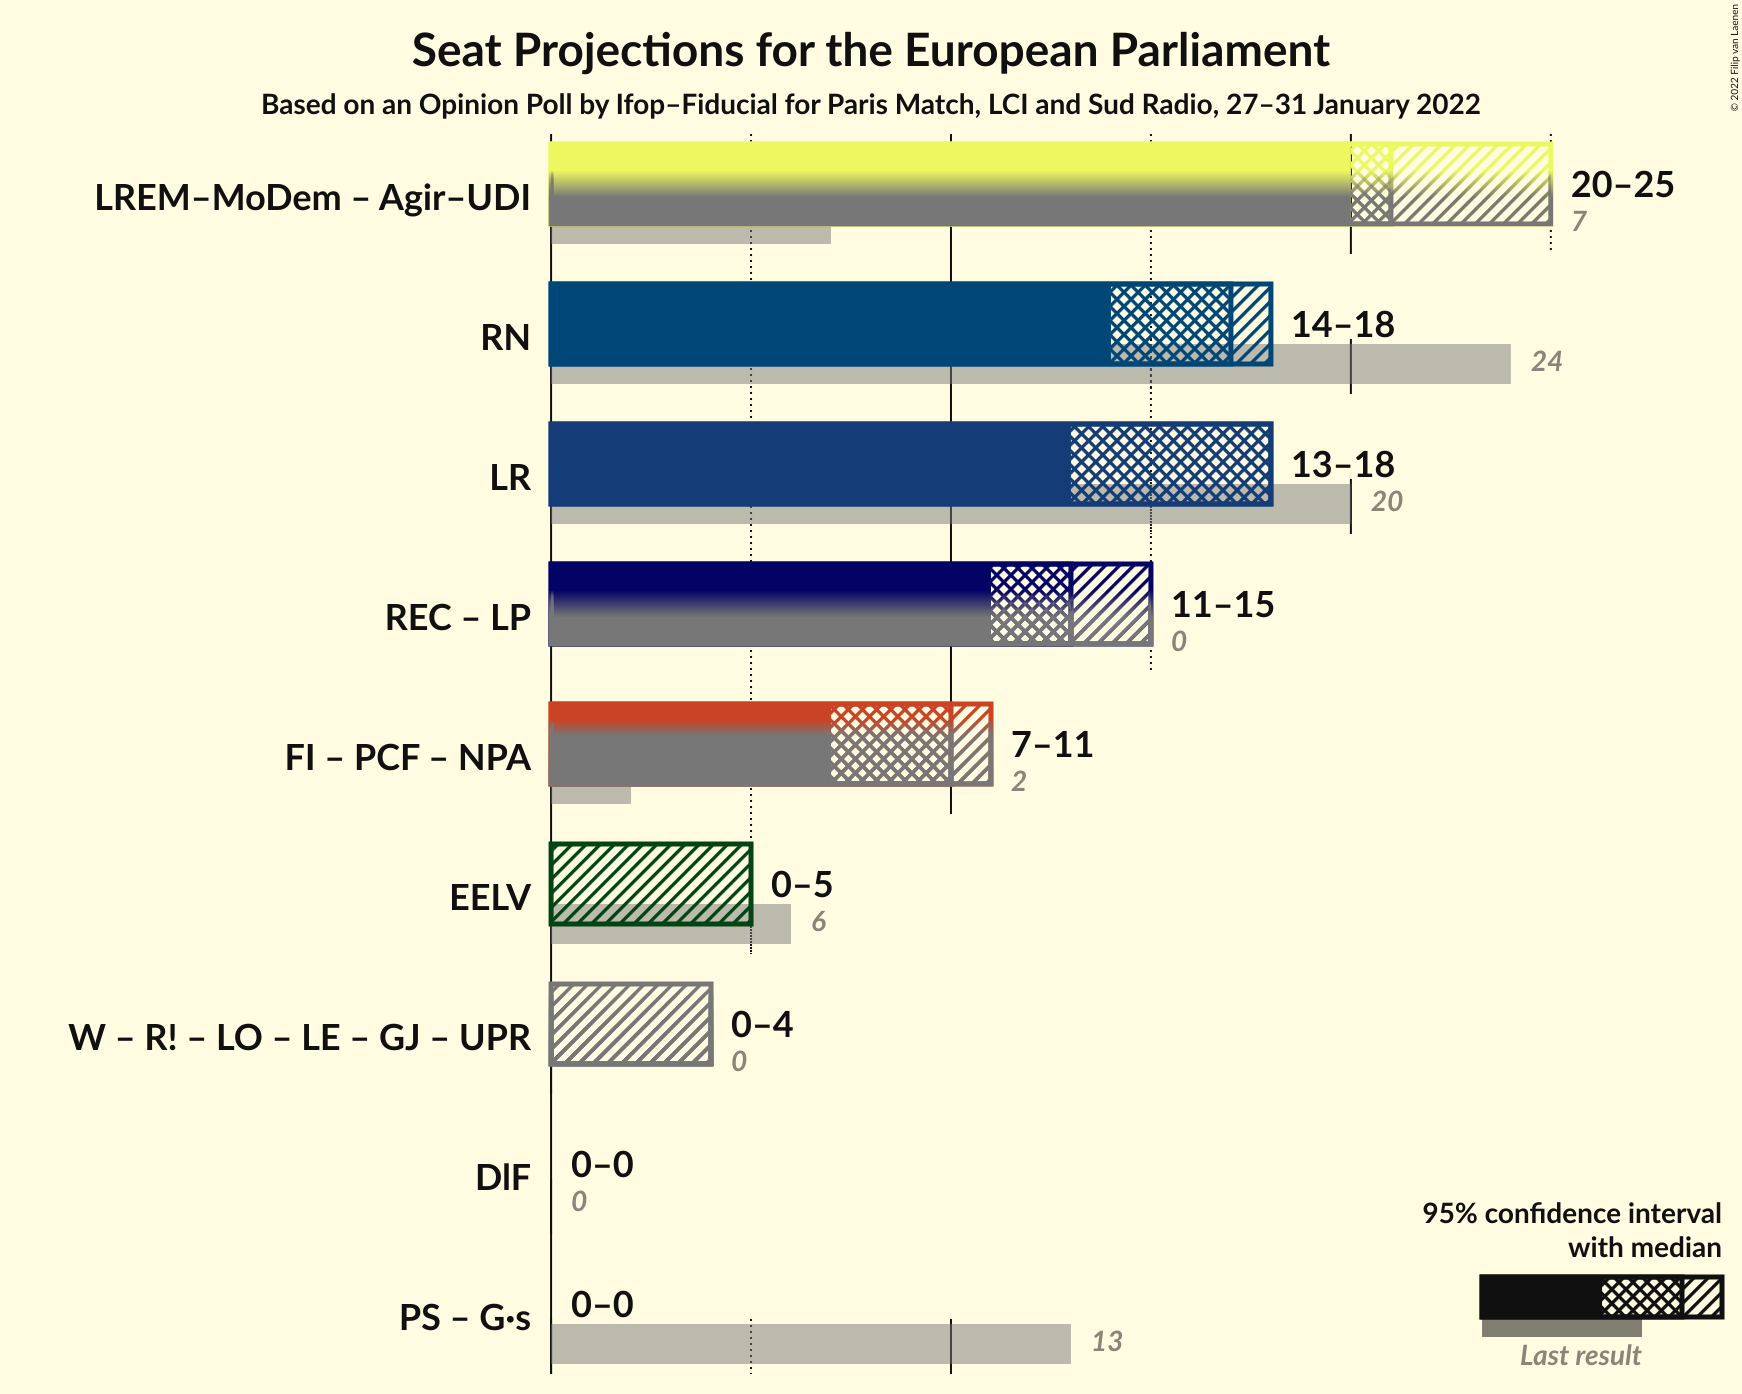 Seat Projections for the European Parliament
Based on an Opinion Poll by Ifop–Fiducial for Paris Match, LCI and Sud Radio, 27–31 January 2022
© 2022 Filip van Laenen
LREM–MoDem – Agir–UDI
20–25
7
RN
14–18
24
LR
13–18
20
REC – LP
11–15
0
FI – PCF – NPA
7–11
2
EELV
0–5
6
W – R! – LO – LE – GJ – UPR
0–4
0
DlF
0–0
0
PS – G·s
0–0
13
95% confidence interval
with median
Last result